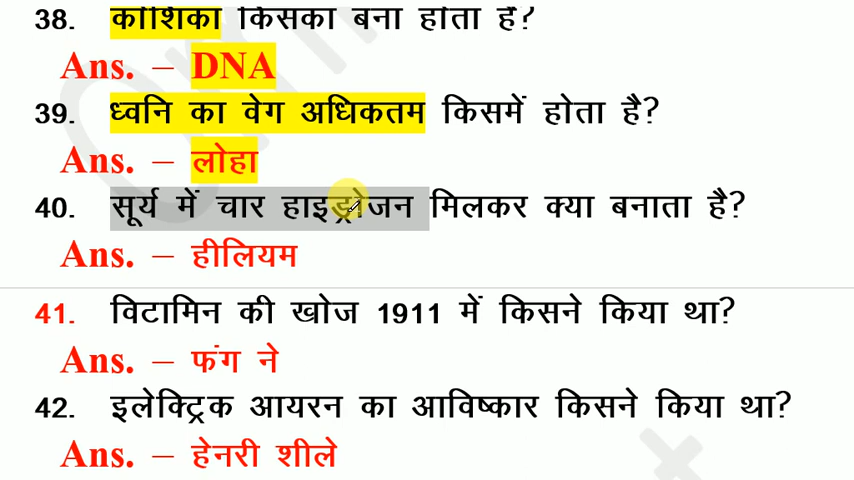 38. कोशिका किसका बना होता है?
Ans. – DNA
39. ध्वनि का वेग अधिकतम किसमें होता है?
Ans. – लोहा
40. सूर्य में चार हाइड्रोजन मिलकर क्या बनाता है?
Ans. – हीलियम
41. विटामिन की खोज 1911 में किसने किया था?
Ans. – फंग ने
42. इलेक्ट्रिक आयरन का आविष्कार किसने किया था?
Ans. – हेनरी शीले